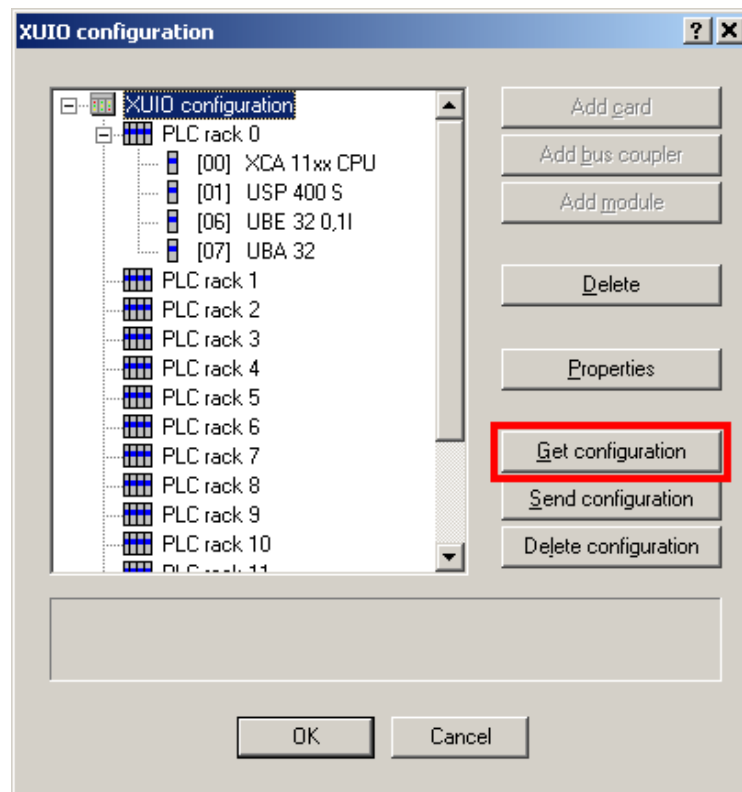 XUIO configuration
XUIO configuration
PLC rack 0
[00] XCA 11xx CPU
[01] USP 400 S
[06] UBE 32 0,1I
[07] UBA 32
PLC rack 1
PLC rack 2
PLC rack 3
PLC rack 4
PLC rack 5
PLC rack 6
PLC rack 7
PLC rack 8
PLC rack 9
PLC rack 10
PLC rack 11
Add card
Add bus coupler
Add module
Delete
Properties
Get configuration
Send configuration
Delete configuration
OK
Cancel